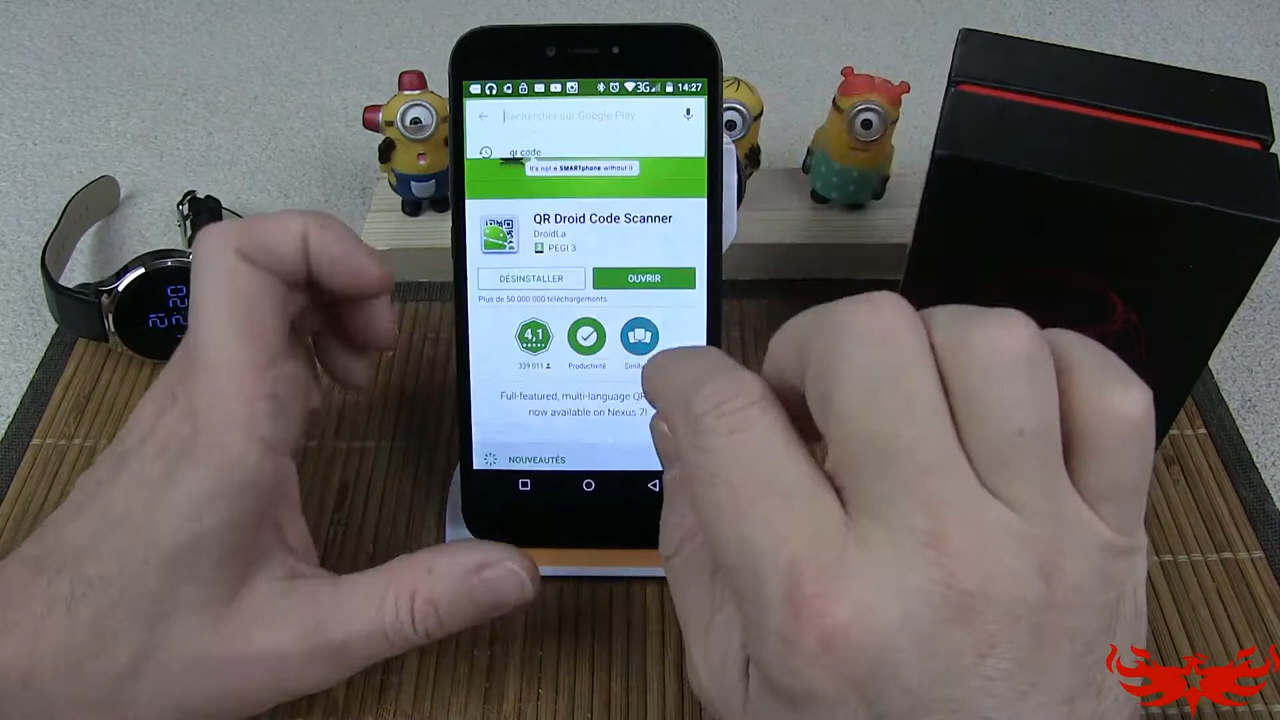 3G 14:27
Rechercher sur Google Play
qr code
It's not a SMARTphone without it
QR Droid Code Scanner
DroidLa
3 PEGI 3
DÉSINSTALLER OUVRIR
Plus de 50 000 000 téléchargements
4,1
339 011 Productivité
Full-featured, multi-language
now available on Nexus 7!
NOUVEAUTÉS